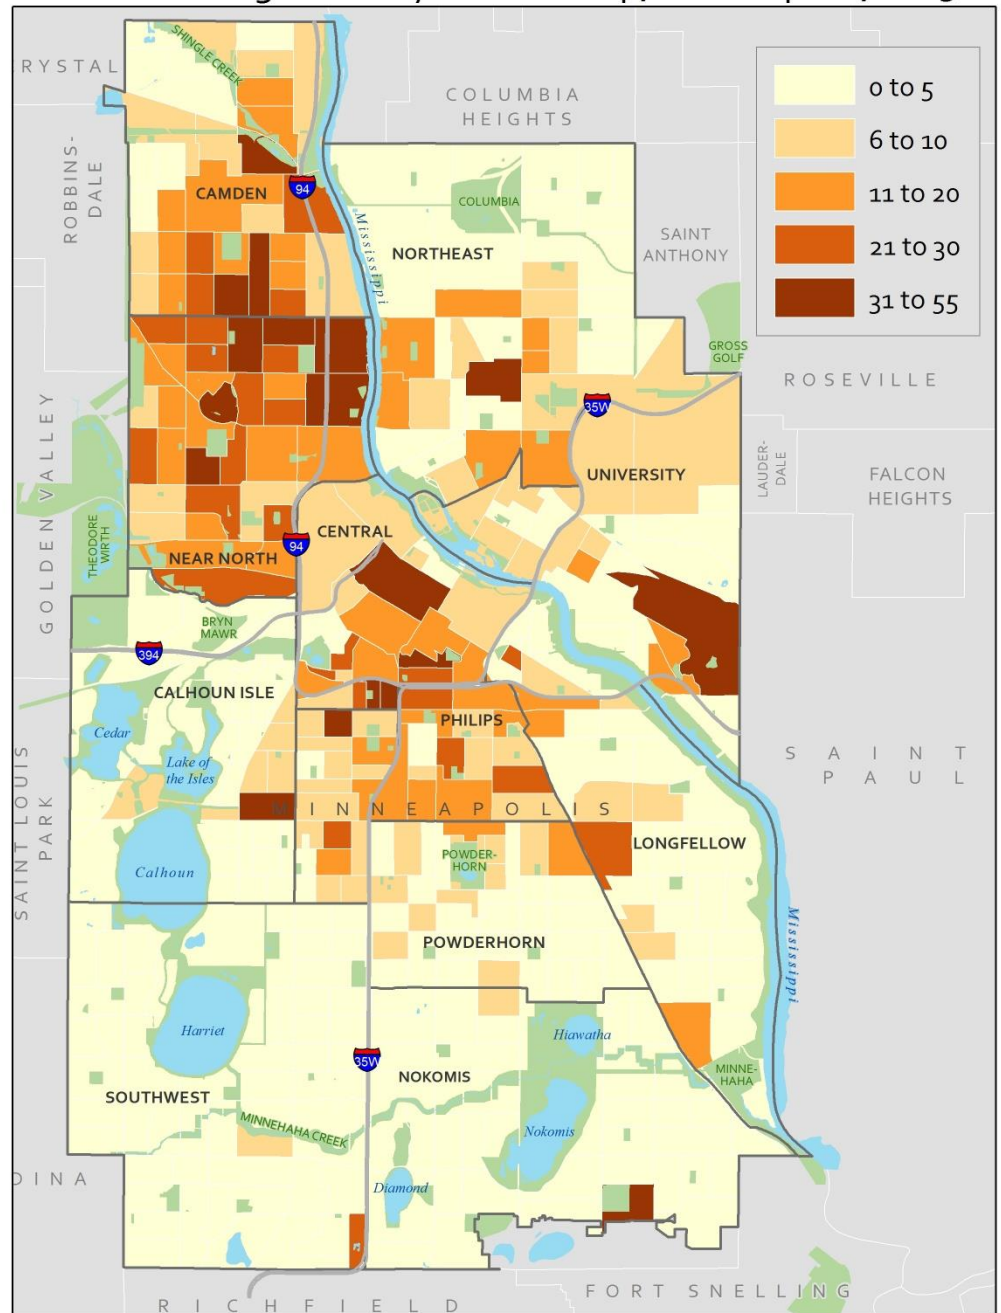 SHINGLE CREEK
RYSTAL
COLUMBIA
HEIGHTS
0 to 5
6 to 10
11 to 20
21 to 30
31 to 55
ROBBINS-
DALE
CAMDEN
94
COLUMBIA
Mississippi
NORTHEAST
SAINT
ANTHONY
GROSS
GOLF
ROSEVILLE
35W
GOLDEN VALLEY
UNIVERSITY
LAUDER-
DALE
FALCON
HEIGHTS
THEODORE
WIRTH
CENTRAL
94
NEAR NORTH
BRYN
MAWR
394
CALHOUN ISLE
PHILIPS
Cedar
Lake of
the Isles
SAINT LOUIS
PARK
SAINT
PAUL
MINNEAPOLIS
LONGFELLOW
POWDER-
HORN
Calhoun
POWDERHORN
Mississippi
Harriet
Hiawatha
35W
NOKOMIS
MINNE-
HAHA
SOUTHWEST
MINNEHAHA CREEK
Nokomis
DINA
Diamond
FORT SNELLING
RICHFIELD